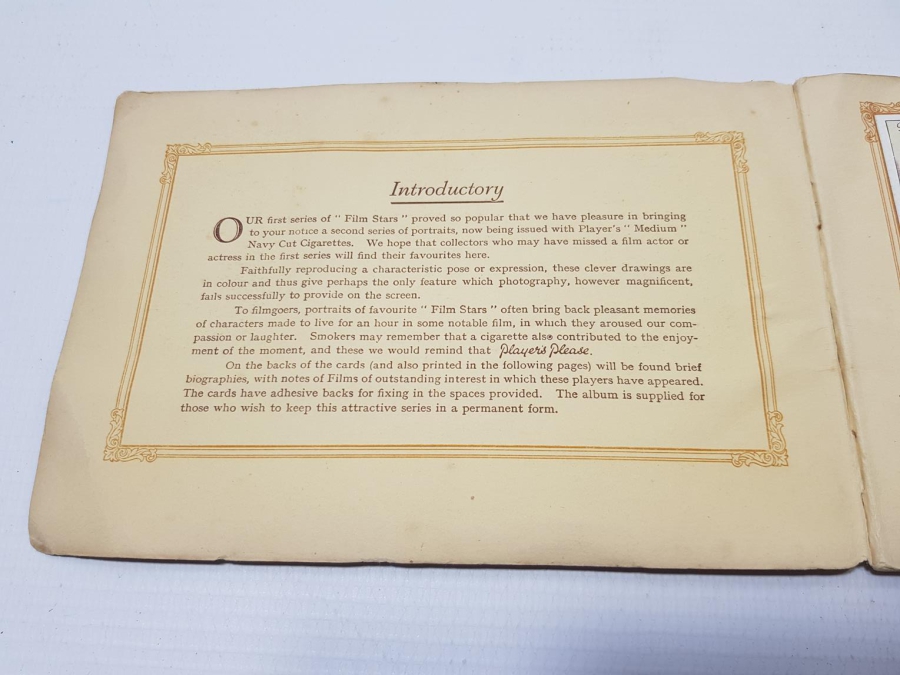 Introductory
OUR first series of " Film Stars " proved so popular that we have pleasure in bringing
to your notice a second series of portraits, now being issued with Player's " Medium "
Navy Cut Cigarettes. We hope that collectors who may have missed a film actor or
actress in the first series will find their favourites here.
Faithfully reproducing a characteristic pose or expression, these clever drawings are
in colour and thus give perhaps the only feature which photography, however magnificent,
fails successfully to provide on the screen.
To filmgoers, portraits of favourite " Film Stars " often bring back pleasant memories
of characters made to live for an hour in some notable film, in which they aroused our com-
passion or laughter. Smokers may remember that a cigarette also contributed to the enjoy-
ment of the moment, and these we would remind that Player's Please.
On the backs of the cards (and also printed in the following pages) will be found brief
biographies, with notes of Films of outstanding interest in which these players have appeared.
The cards have adhesive backs for fixing in the spaces provided. The album is supplied for
those who wish to keep this attractive series in a permanent form.